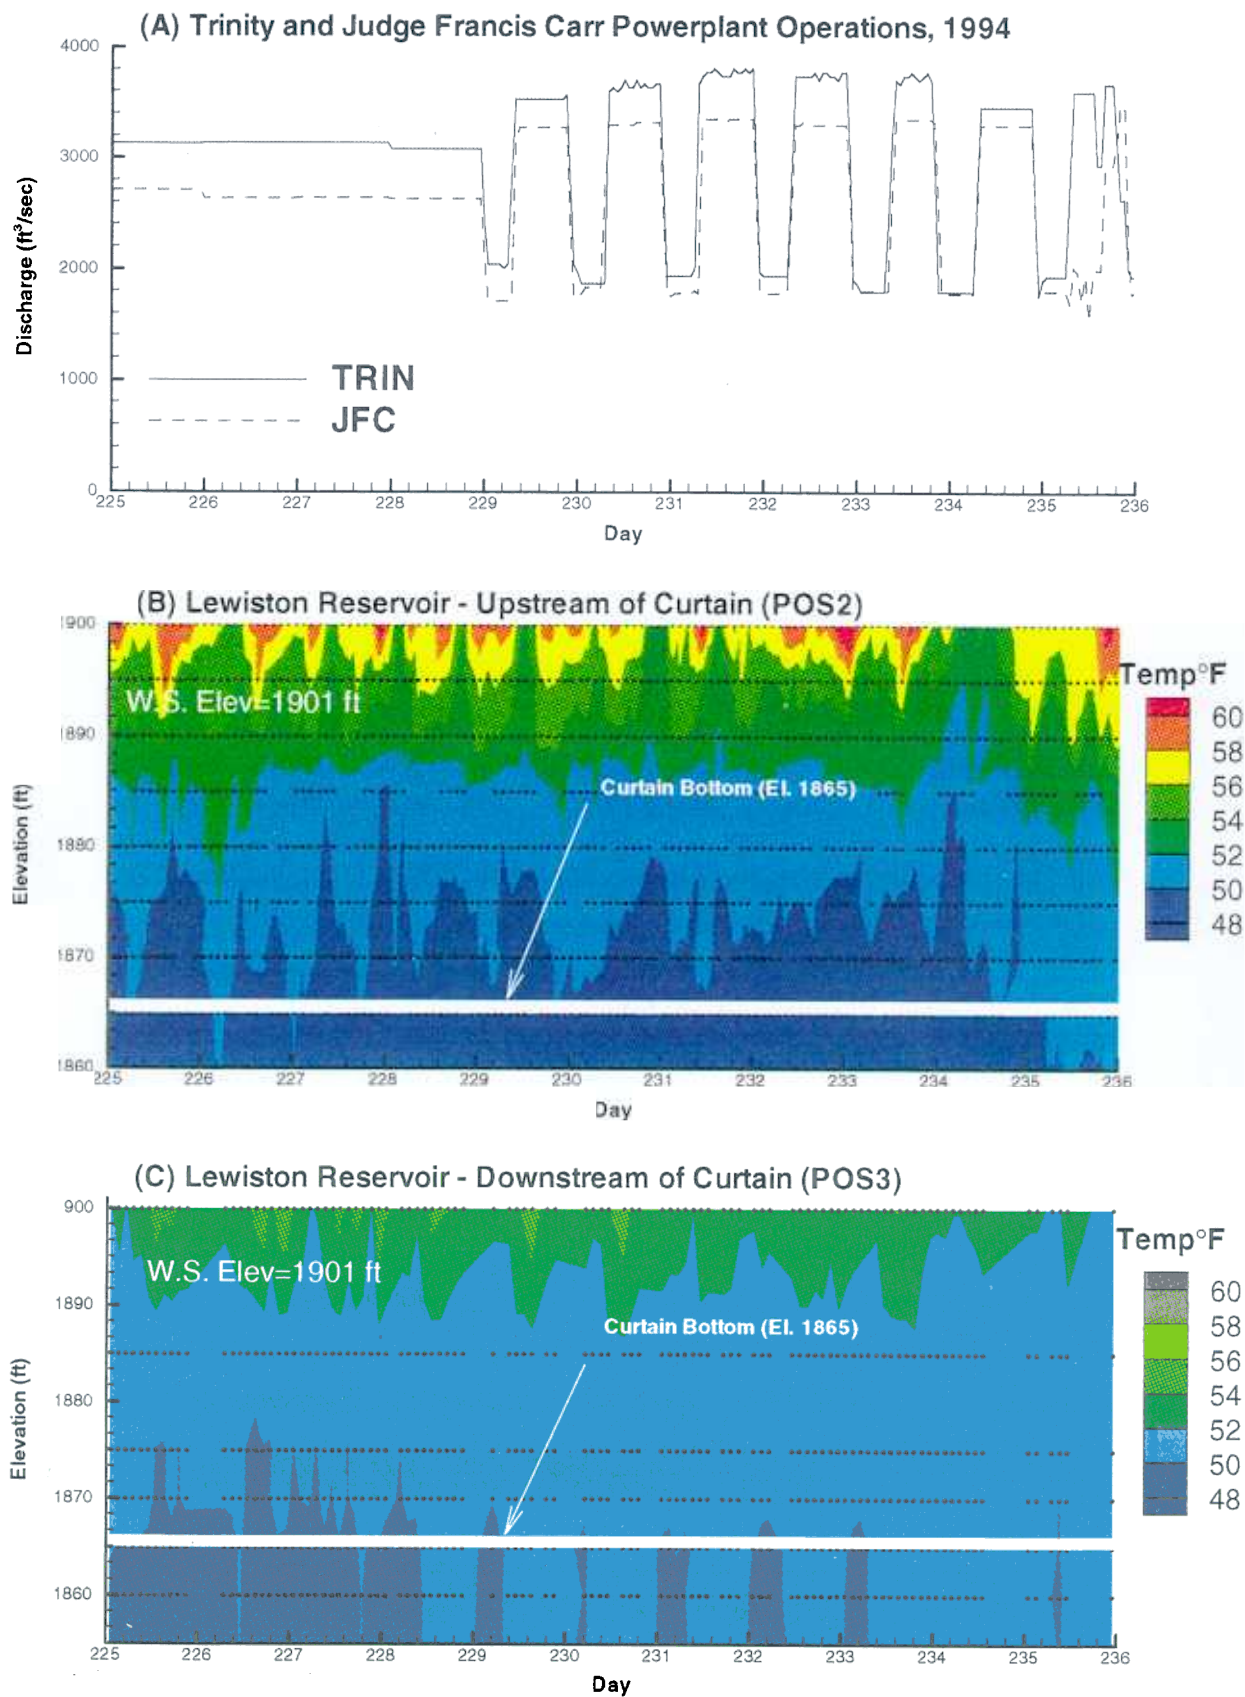 (A) Trinity and Judge Francis Carr Powerplant Operations, 1994
4000
3000
2000
1000
0
Discharge (ft³/sec)
TRIN
JFC
225 226 227 228 229 230 231 232 233 234 235 236
Day
(B) Lewiston Reservoir - Upstream of Curtain (POS2)
1900
1890
1880
1870
1860
Elevation (ft)
W.S. Elev=1901 ft
Curtain Bottom (El. 1865)
Temp°F
60
58
56
54
52
50
48
225 226 227 228 229 230 231 232 233 234 235 236
Day
(C) Lewiston Reservoir - Downstream of Curtain (POS3)
900
1890
1880
1870
1860
Elevation (ft)
W.S. Elev=1901 ft
Curtain Bottom (El. 1865)
Temp°F
60
58
56
54
52
50
48
225 226 227 228 229 230 231 232 233 234 235 236
Day